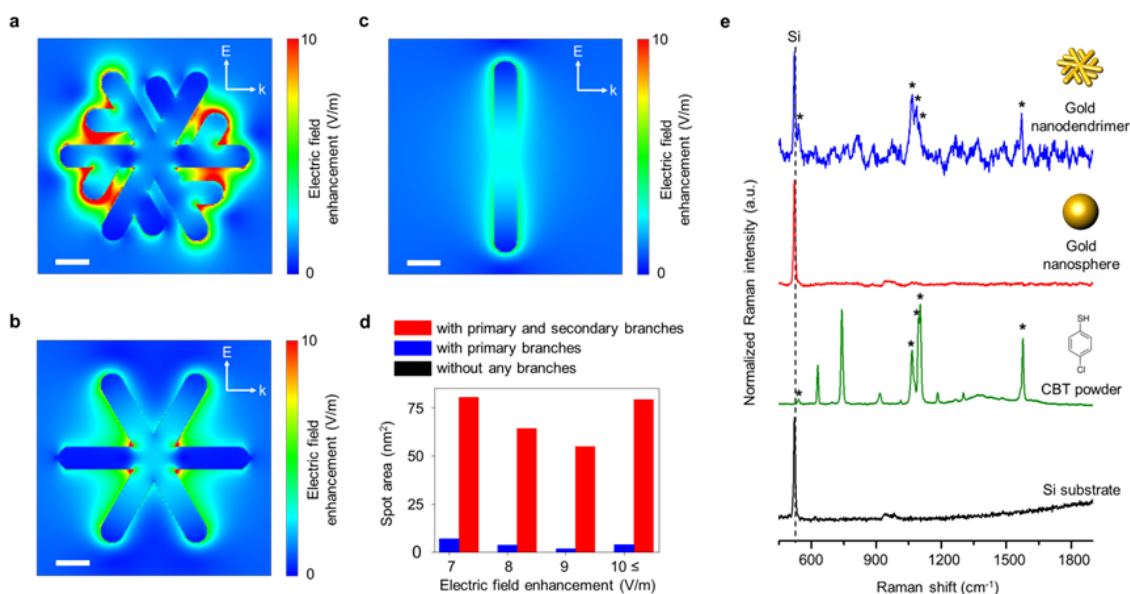 a
E
k
10
0
Electric field
enhancement (V/m)
b
E
k
10
0
Electric field
enhancement (V/m)
c
E
k
10
0
Electric field
enhancement (V/m)
d
with primary and secondary branches
with primary branches
without any branches
75
50
25
0
Spot area (nm²)
7 8 9 10 ≤
Electric field enhancement (V/m)
e
Si
* * * * *
Gold
nanodendrimer
Gold
nanosphere
* * * * *
SH
Cl
CBT powder
Si substrate
Normalized Raman intensity (a.u.)
600 900 1200 1500 1800
Raman shift (cm⁻¹)